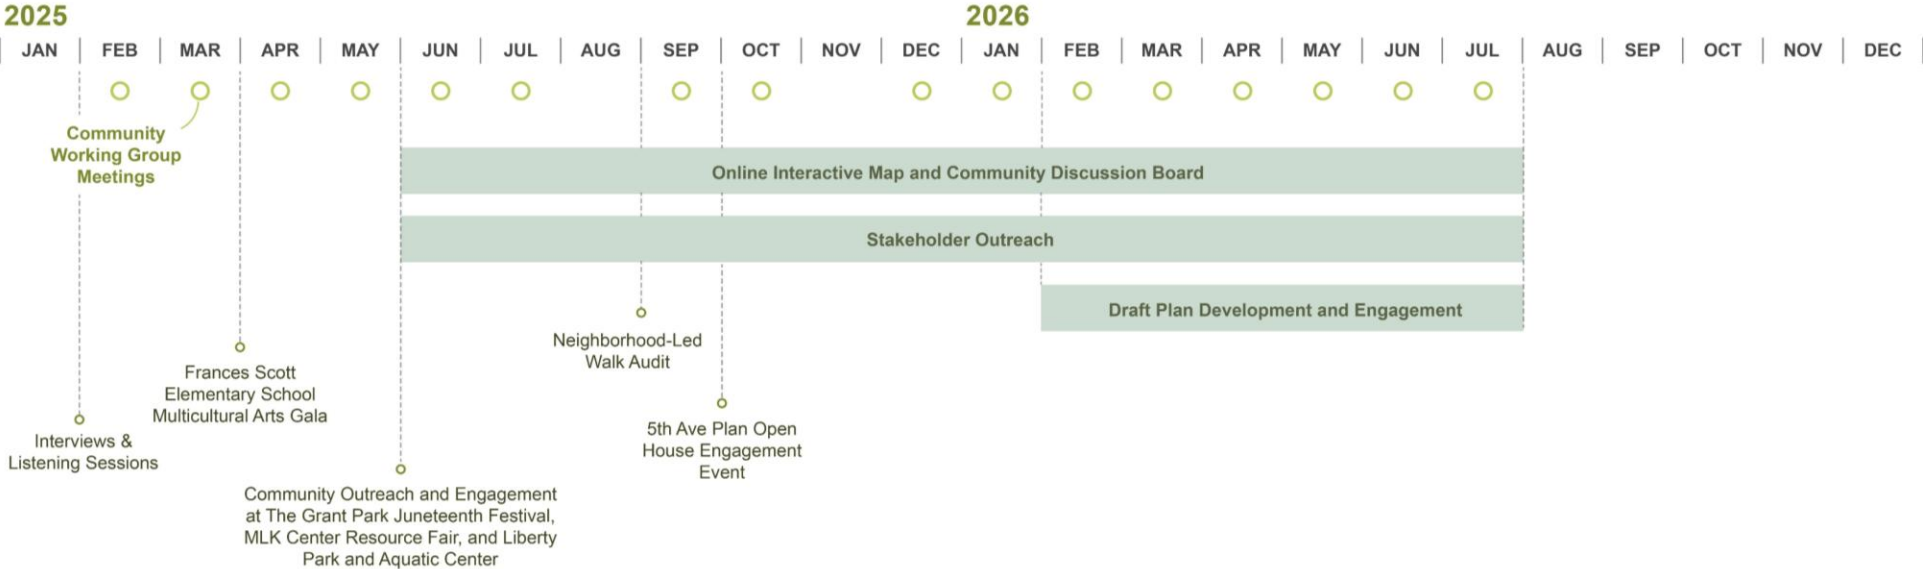 2025
2026
JAN FEB MAR APR MAY JUN JUL AUG SEP OCT NOV DEC JAN FEB MAR APR MAY JUN JUL AUG SEP OCT NOV DEC
Community
Working Group
Meetings
Online Interactive Map and Community Discussion Board
Stakeholder Outreach
Draft Plan Development and Engagement
Neighborhood-Led
Walk Audit
Frances Scott
Elementary School
Multicultural Arts Gala
5th Ave Plan Open
House Engagement
Event
Interviews &
Listening Sessions
Community Outreach and Engagement
at The Grant Park Juneteenth Festival,
MLK Center Resource Fair, and Liberty
Park and Aquatic Center